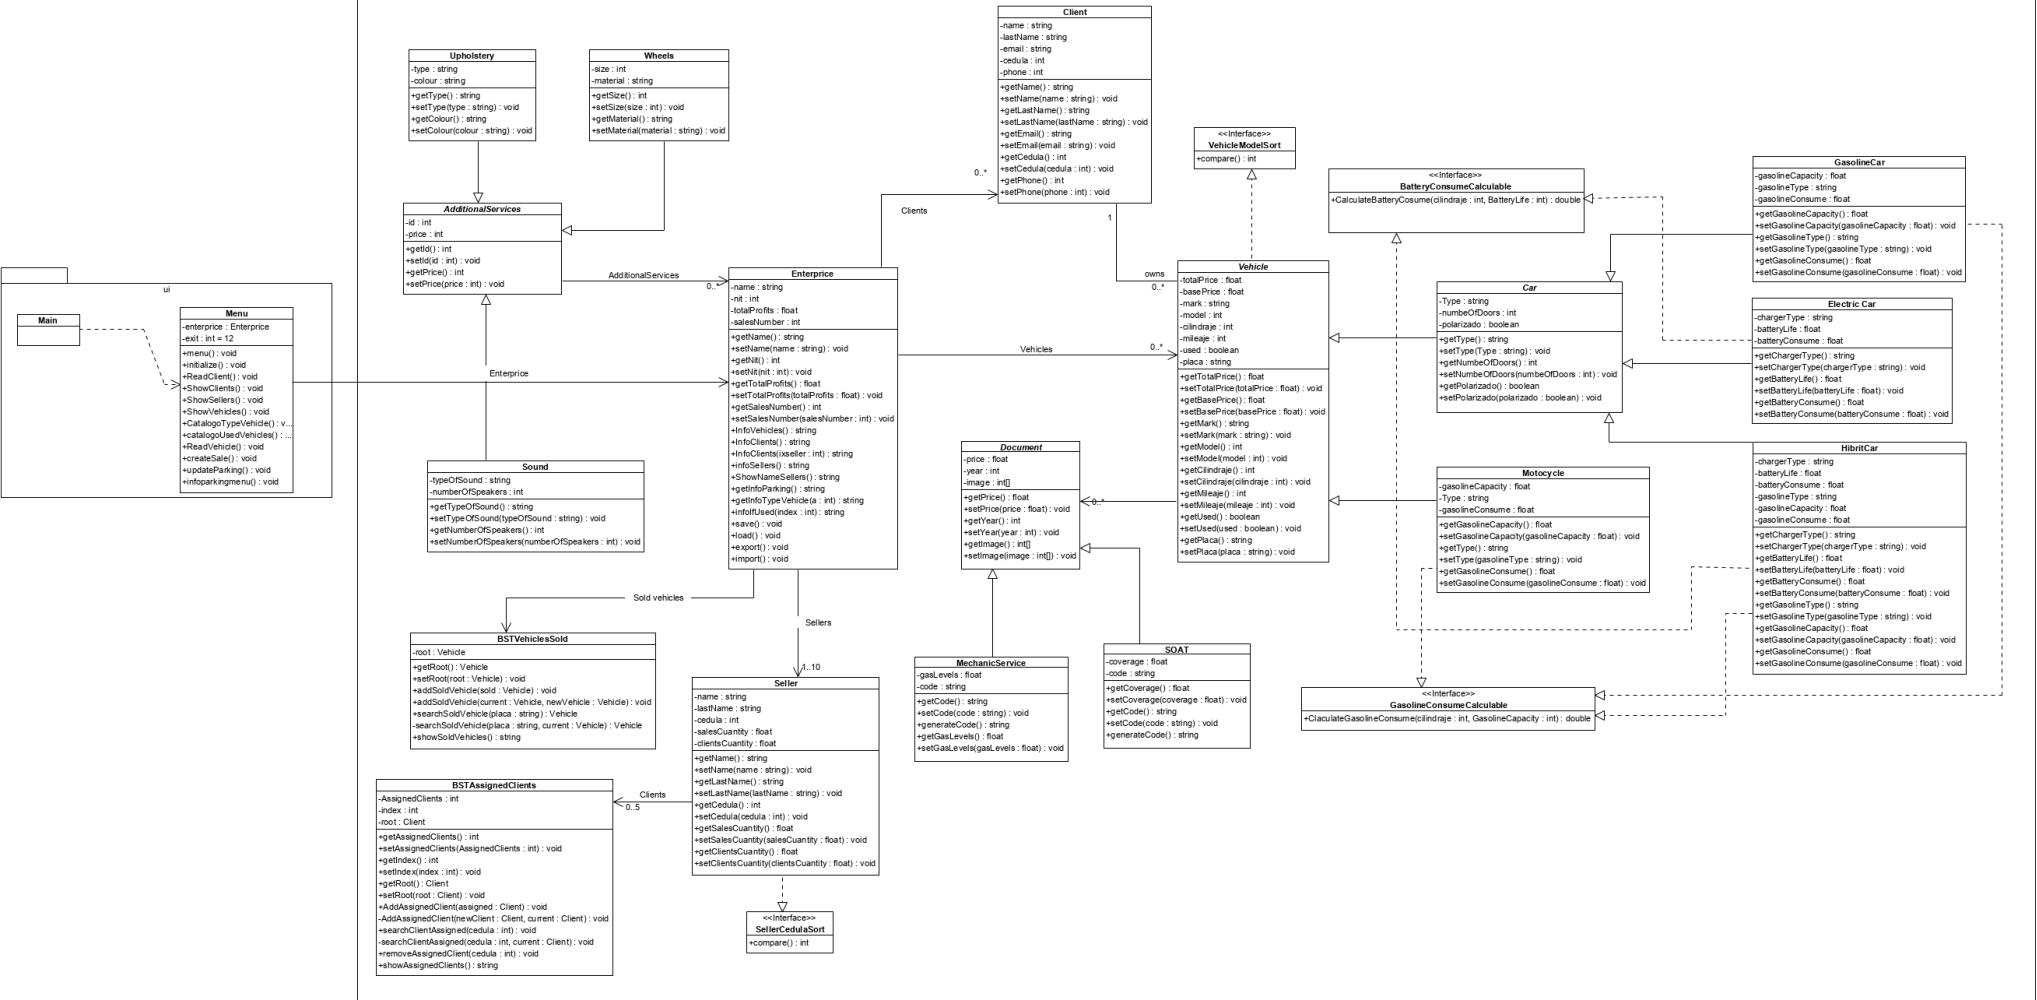 ui
Main
Menu
-enterprice : Enterprice
-exit : int = 12
+menu() : void
+initialize() : void
+ReadClient() : void
+ShowClients() : void
+ShowSellers() : void
+ShowVehicles() : void
+CatalogoTypeVehicle() : v...
+catalogoUsedVehicles() : ...
+ReadVehicle() : void
+createSale() : void
+updateParking() : void
+infoparkingmenu() : void
Upholstery
-type : string
-colour : string
+getType() : string
+setType(type : string) : void
+getColour() : string
+setColour(colour : string) : void
Wheels
-size : int
-material : string
+getSize() : int
+setSize(size : int) : void
+getMaterial() : string
+setMaterial(material : string) : void
AdditionalServices
-id : int
-price : int
+getId() : int
+setId(id : int) : void
+getPrice() : int
+setPrice(price : int) : void
AdditionalServices
0..*
Enterprice
Sound
-typeOfSound : string
-numberOfSpeakers : int
+getTypeOfSound() : string
+setTypeOfSound(typeOfSound : string) : void
+getNumberOfSpeakers() : int
+setNumberOfSpeakers(numberOfSpeakers : int) : void
Enterprice
-name : string
-nit : int
-totalProfits : float
-salesNumber : int
+getName() : string
+setName(name : string) : void
+getNit() : int
+setNit(nit : int) : void
+getTotalProfits() : float
+setTotalProfits(totalProfits : float) : void
+getSalesNumber() : int
+setSalesNumber(salesNumber : int) : void
+InfoVehicles() : string
+InfoClients() : string
+InfoClients(ixseller : int) : string
+infoSellers() : string
+ShowNameSellers() : string
+getInfoParking() : string
+getInfoTypeVehicle(a : int) : string
+infoIfUsed(index : int) : string
+save() : void
+load() : void
+export() : void
+import() : void
Clients
0..*
Vehicles
0..*
Sold vehicles
Sellers
1..10
Client
-name : string
-lastName : string
-email : string
-cedula : int
-phone : int
+getName() : string
+setName(name : string) : void
+getLastName() : string
+setLastName(lastName : string) : void
+getEmail() : string
+setEmail(email : string) : void
+getCedula() : int
+setCedula(cedula : int) : void
+getPhone() : int
+setPhone(phone : int) : void
1
owns
0..*
<<Interface>>
VehicleModelSort
+compare() : int
Vehicle
-totalPrice : float
-basePrice : float
-mark : string
-model : int
-cilindraje : int
-mileaje : int
-used : boolean
-placa : string
+getTotalPrice() : float
+setTotalPrice(totalPrice : float) : void
+getBasePrice() : float
+setBasePrice(basePrice : float) : void
+getMark() : string
+setMark(mark : string) : void
+getModel() : int
+setModel(model : int) : void
+getCilindraje() : int
+setCilindraje(cilindraje : int) : void
+getMileaje() : int
+setMileaje(mileaje : int) : void
+getUsed() : boolean
+setUsed(used : boolean) : void
+getPlaca() : string
+setPlaca(placa : string) : void
0..*
Document
-price : float
-year : int
-image : int[]
+getPrice() : float
+setPrice(price : float) : void
+getYear() : int
+setYear(year : int) : void
+getImage() : int[]
+setImage(image : int[]) : void
MechanicService
-gasLevels : float
-code : string
+getCode() : string
+setCode(code : string) : void
+generateCode() : string
+getGasLevels() : float
+setGasLevels(gasLevels : float) : void
SOAT
-coverage : float
-code : string
+getCoverage() : float
+setCoverage(coverage : float) : void
+getCode() : string
+setCode(code : string) : void
+generateCode() : string
BSTVehiclesSold
-root : Vehicle
+getRoot() : Vehicle
+setRoot(root : Vehicle) : void
+addSoldVehicle(sold : Vehicle) : void
+addSoldVehicle(current : Vehicle, newVehicle : Vehicle) : void
+searchSoldVehicle(placa : string) : Vehicle
-searchSoldVehicle(placa : string, current : Vehicle) : Vehicle
+showSoldVehicles() : string
Seller
-name : string
-lastName : string
-cedula : int
-salesCuantity : float
-clientsCuantity : float
+getName() : string
+setName(name : string) : void
+getLastName() : string
+setLastName(lastName : string) : void
+getCedula() : int
+setCedula(cedula : int) : void
+getSalesCuantity() : float
+setSalesCuantity(salesCuantity : float) : void
+getClientsCuantity() : float
+setClientsCuantity(clientsCuantity : float) : void
Clients
0..5
BSTAssignedClients
-AssignedClients : int
-index : int
-root : Client
+getAssignedClients() : int
+setAssignedClients(AssignedClients : int) : void
+getIndex() : int
+setIndex(index : int) : void
+getRoot() : Client
+setRoot(root : Client) : void
+AddAssignedClient(assigned : Client) : void
-AddAssignedClient(newClient : Client, current : Client) : void
+searchClientAssigned(cedula : int) : void
-searchClientAssigned(cedula : int, current : Client) : void
+removeAssignedClient(cedula : int) : void
+showAssignedClients() : string
<<Interface>>
SellerCedulaSort
+compare() : int
<<Interface>>
BatteryConsumeCalculable
+CalculateBatteryCosume(cilindraje : int, BatteryLife : int) : double
Car
-Type : string
-numbeOfDoors : int
-polarizado : boolean
+getType() : string
+setType(Type : string) : void
+getNumbeOfDoors() : int
+setNumbeOfDoors(numbeOfDoors : int) : void
+getPolarizado() : boolean
+setPolarizado(polarizado : boolean) : void
Motocycle
-gasolineCapacity : float
-Type : string
-gasolineConsume : float
+getGasolineCapacity() : float
+setGasolineCapacity(gasolineCapacity : float) : void
+getType() : string
+setType(gasolineType : string) : void
+getGasolineConsume() : float
+setGasolineConsume(gasolineConsume : float) : void
<<Interface>>
GasolineConsumeCalculable
+ClaculateGasolineConsume(cilindraje : int, GasolineCapacity : int) : double
GasolineCar
-gasolineCapacity : float
-gasolineType : string
-gasolineConsume : float
+getGasolineCapacity() : float
+setGasolineCapacity(gasolineCapacity : float) : void
+getGasolineType() : string
+setGasolineType(gasolineType : string) : void
+getGasolineConsume() : float
+setGasolineConsume(gasolineConsume : float) : void
Electric Car
-chargerType : string
-batteryLife : float
-batteryConsume : float
+getChargerType() : string
+setChargerType(chargerType : string) : void
+getBatteryLife() : float
+setBatteryLife(batteryLife : float) : void
+getBatteryConsume() : float
+setBatteryConsume(batteryConsume : float) : void
HibritCar
-chargerType : string
-batteryLife : float
-batteryConsume : float
-gasolineType : string
-gasolineCapacity : float
-gasolineConsume : float
+getChargerType() : string
+setChargerType(chargerType : string) : void
+getBatteryLife() : float
+setBatteryLife(batteryLife : float) : void
+getBatteryConsume() : float
+setBatteryConsume(batteryConsume : float) : void
+getGasolineType() : string
+setGasolineType(gasolineType : string) : void
+getGasolineCapacity() : float
+setGasolineCapacity(gasolineCapacity : float) : void
+getGasolineConsume() : float
+setGasolineConsume(gasolineConsume : float) : void